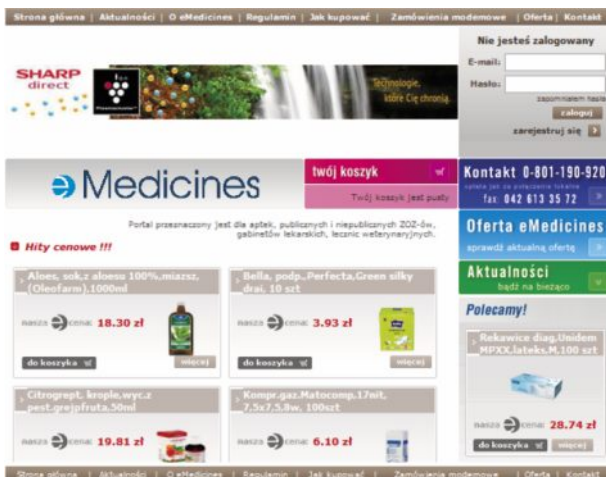 Strona główna | Aktualności | O eMedicines | Regulamin | Jak kupować | Zamówienia modemowe | Oferta | Kontakt
SHARP
direct
Technologie,
które Cię chronią.
Nie jesteś zalogowany
E-mail:
Hasło:
zapomniałem hasła
zaloguj
zarejestruj się
eMedicines
twój koszyk
Twój koszyk jest pusty
Kontakt 0-801-190-920
opłata jak za połączenie lokalne
fax: 042 613 35 72
Oferta eMedicines
sprawdź aktualną ofertę
Aktualności
bądź na bieżąco
Portal przeznaczony jest dla aptek, publicznych i niepublicznych ZOZ-ów,
gabinetów lekarskich, lecznic weterynaryjnych.
Hity cenowe !!!
Aloes, sok,z aloesu 100%,miazsz,
(Oleofarm),1000ml
nasza e cena: 18.30 zł
do koszyka
więcej
Bella, podp.,Perfecta,Green silky
drai, 10 szt
nasza e cena: 3.93 zł
do koszyka
więcej
Citrogrept, krople,wyc.z
pest.grejpfruta,50ml
nasza e cena: 19.81 zł
Kompr.gaz.Matocomp.17nit,
7,5x7,5,8w, 100szt
nasza e cena: 6.10 zł
Polecamy!
Rekawice diag.Unidem
MPXX,lateks,M,100 szt
nasza e cena: 28.74 zł
do koszyka
więcej
Strona główna | Aktualności | O eMedicines | Regulamin | Jak kupować | Zamówienia modemowe | Oferta | Kontakt